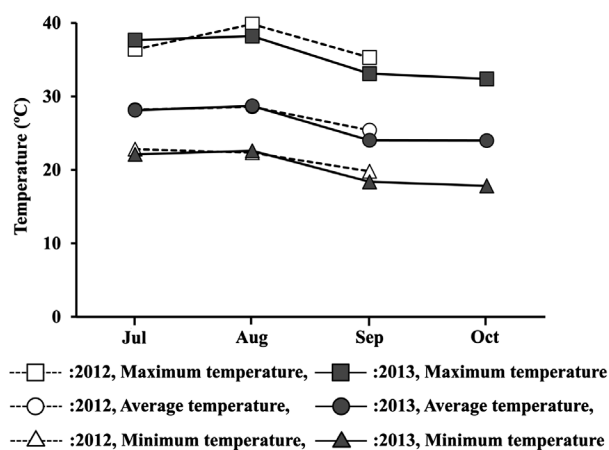 Temperature (ºC)
40
30
20
10
0
Jul Aug Sep Oct
:2012, Maximum temperature, :2013, Maximum temperature
:2012, Average temperature, :2013, Average temperature,
:2012, Minimum temperature, :2013, Minimum temperature